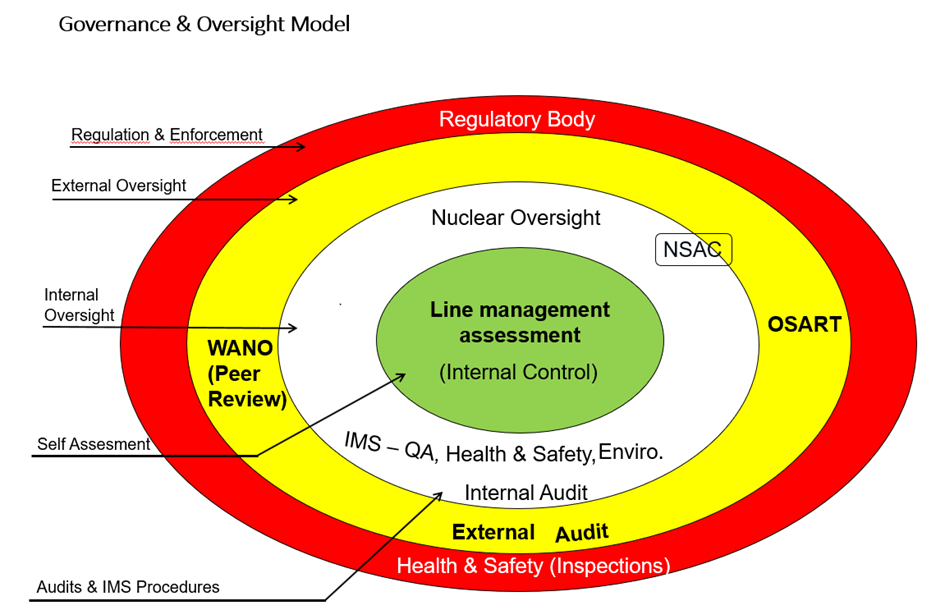 Governance & Oversight Model
Regulatory Body
Regulation & Enforcement
External Oversight
Nuclear Oversight
NSAC
Internal
Oversight
Line management
assessment
(Internal Control)
OSART
WANO
(Peer
Review)
Self Assesment
IMS – QA, Health & Safety, Enviro.
Internal Audit
External Audit
Health & Safety (Inspections)
Audits & IMS Procedures